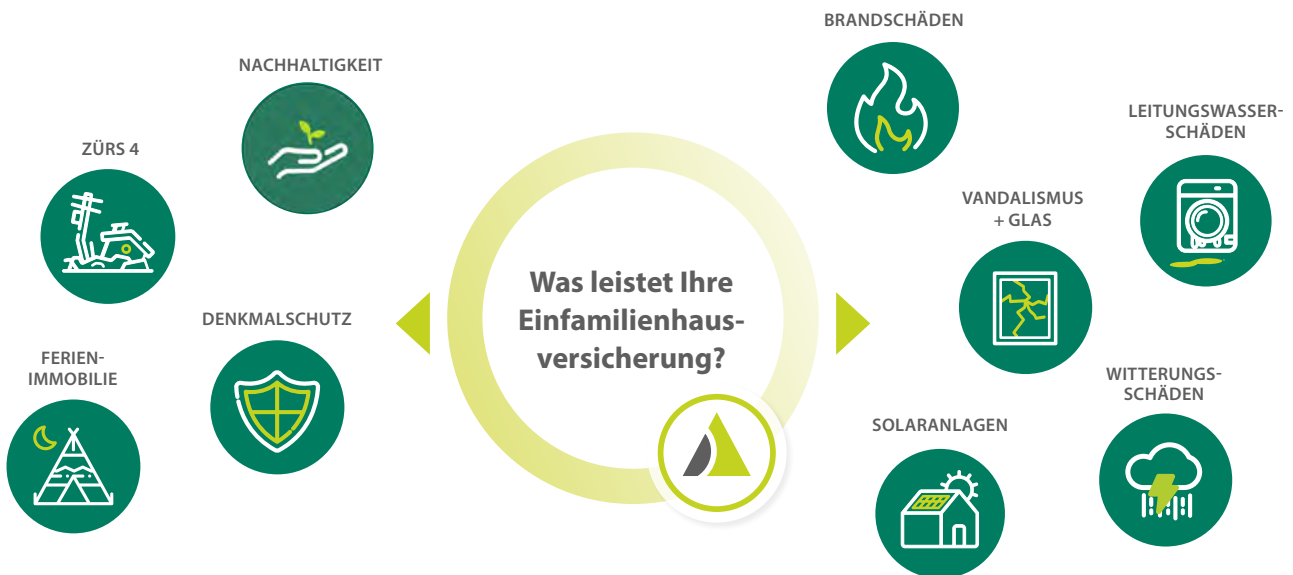 BRANDSCHÄDEN
NACHHALTIGKEIT
LEITUNGSWASSER-
SCHÄDEN
ZÜRS 4
VANDALISMUS
+ GLAS
Was leistet Ihre
Einfamilienhaus-
versicherung?
DENKMALSCHUTZ
FERIEN-
IMMOBILIE
WITTERUNGS-
SCHÄDEN
SOLARANLAGEN